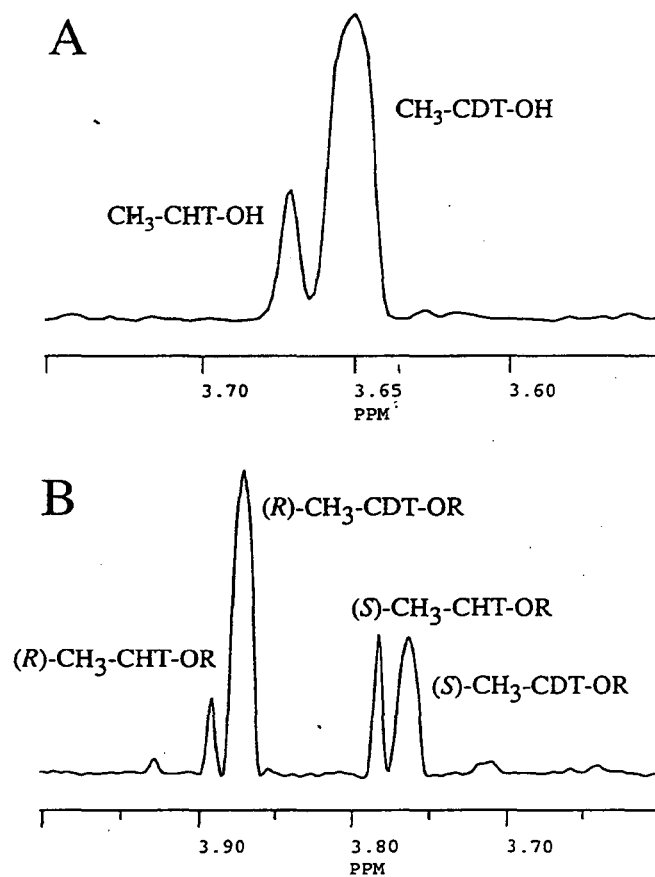 A
CH3-CDT-OH
CH3-CHT-OH
3.70 3.65 3.60
PPM
B
(R)-CH3-CDT-OR
(S)-CH3-CHT-OR
(R)-CH3-CHT-OR
(S)-CH3-CDT-OR
3.90 3.80 3.70
PPM